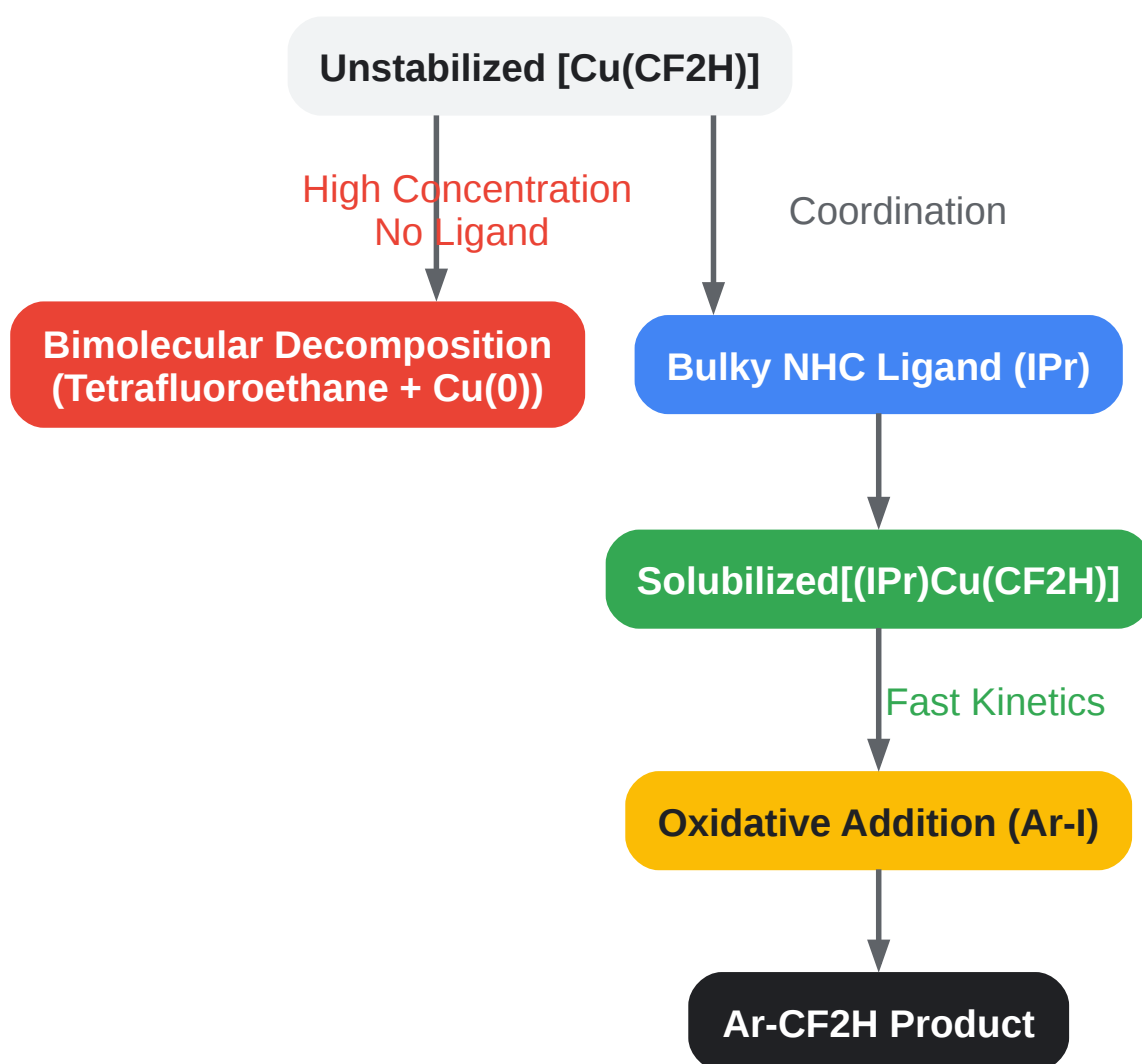 Unstabilized [Cu(CF2H)]
High Concentration
No Ligand
Coordination
Bimolecular Decomposition
(Tetrafluoroethane + Cu(0))
Bulky NHC Ligand (IPr)
Solubilized[(IPr)Cu(CF2H)]
Fast Kinetics
Oxidative Addition (Ar-I)
Ar-CF2H Product